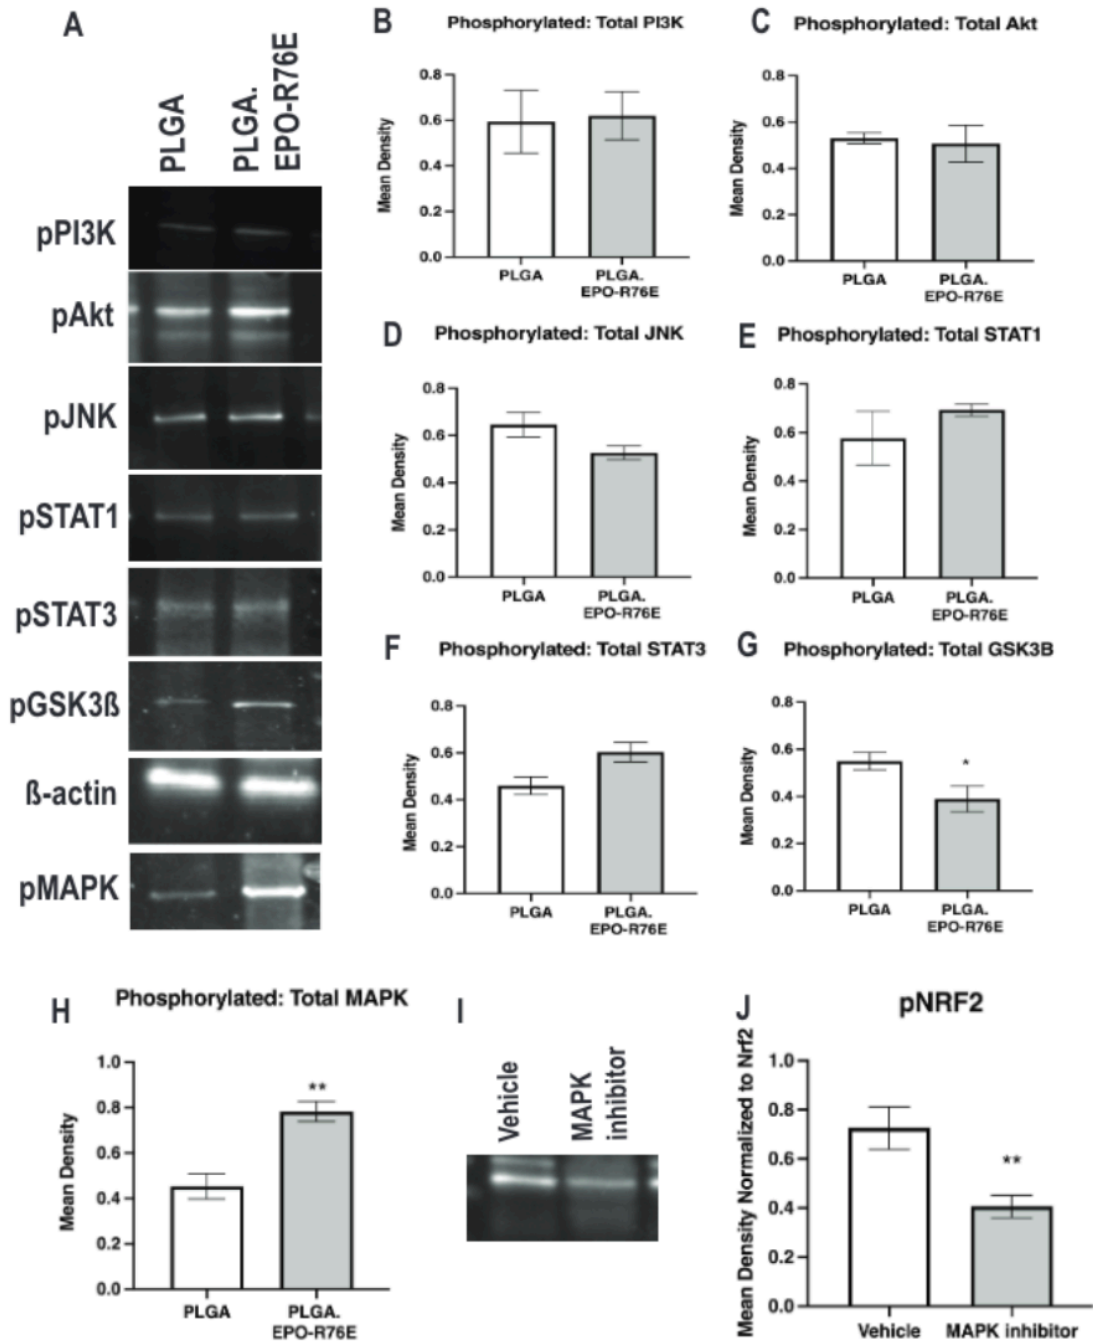 A
PLGA
PLGA.
EPO-R76E
pPI3K
pAkt
pJNK
pSTAT1
pSTAT3
pGSK3ß
ß-actin
pMAPK
B
Phosphorylated: Total PI3K
Mean Density
0.8
0.6
0.4
0.2
0.0
PLGA
PLGA.
EPO-R76E
C
Phosphorylated: Total Akt
Mean Density
0.8
0.6
0.4
0.2
0.0
PLGA
PLGA.
EPO-R76E
D
Phosphorylated: Total JNK
Mean Density
0.8
0.6
0.4
0.2
0.0
PLGA
PLGA.
EPO-R76E
E
Phosphorylated: Total STAT1
Mean Density
0.8
0.6
0.4
0.2
0.0
PLGA
PLGA.
EPO-R76E
F
Phosphorylated: Total STAT3
Mean Density
0.8
0.6
0.4
0.2
0.0
PLGA
PLGA.
EPO-R76E
G
Phosphorylated: Total GSK3B
Mean Density
0.8
0.6
0.4
0.2
0.0
*
PLGA
PLGA.
EPO-R76E
H
Phosphorylated: Total MAPK
Mean Density
1.0
0.8
0.6
0.4
0.2
0.0
**
PLGA
PLGA.
EPO-R76E
I
Vehicle
MAPK
inhibitor
J
pNRF2
Mean Density Normalized to Nrf2
1.0
0.8
0.6
0.4
0.2
0.0
**
Vehicle
MAPK inhibitor